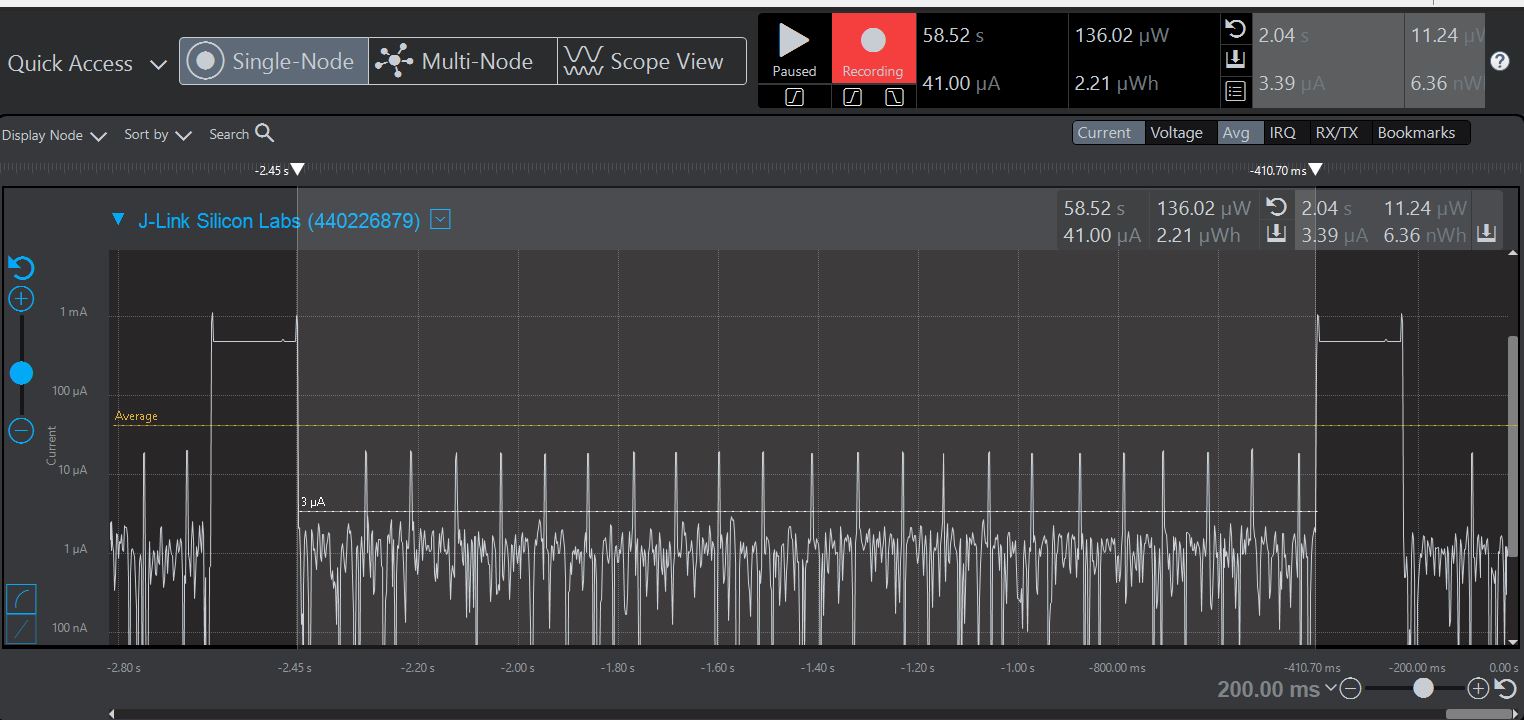 Quick Access Single-Node Multi-Node Scope View
Paused Recording
58.52 s 136.02 µW 2.04 s 11.24 µW
41.00 µA 2.21 µWh 3.39 µA 6.36 nW
?
Display Node Sort by Search Current Voltage Avg IRQ RX/TX Bookmarks
-2.45 s -410.70 ms
J-Link Silicon Labs (440226879)
58.52 s 136.02 µW 2.04 s 11.24 µW
41.00 µA 2.21 µWh 3.39 µA 6.36 nWh
1 mA
100 µA
Average
Current
10 µA
3 µA
1 µA
100 nA
-2.80 s -2.45 s -2.20 s -2.00 s -1.80 s -1.60 s -1.40 s -1.20 s -1.00 s -800.00 ms -410.70 ms -200.00 ms 0.00 s
200.00 ms